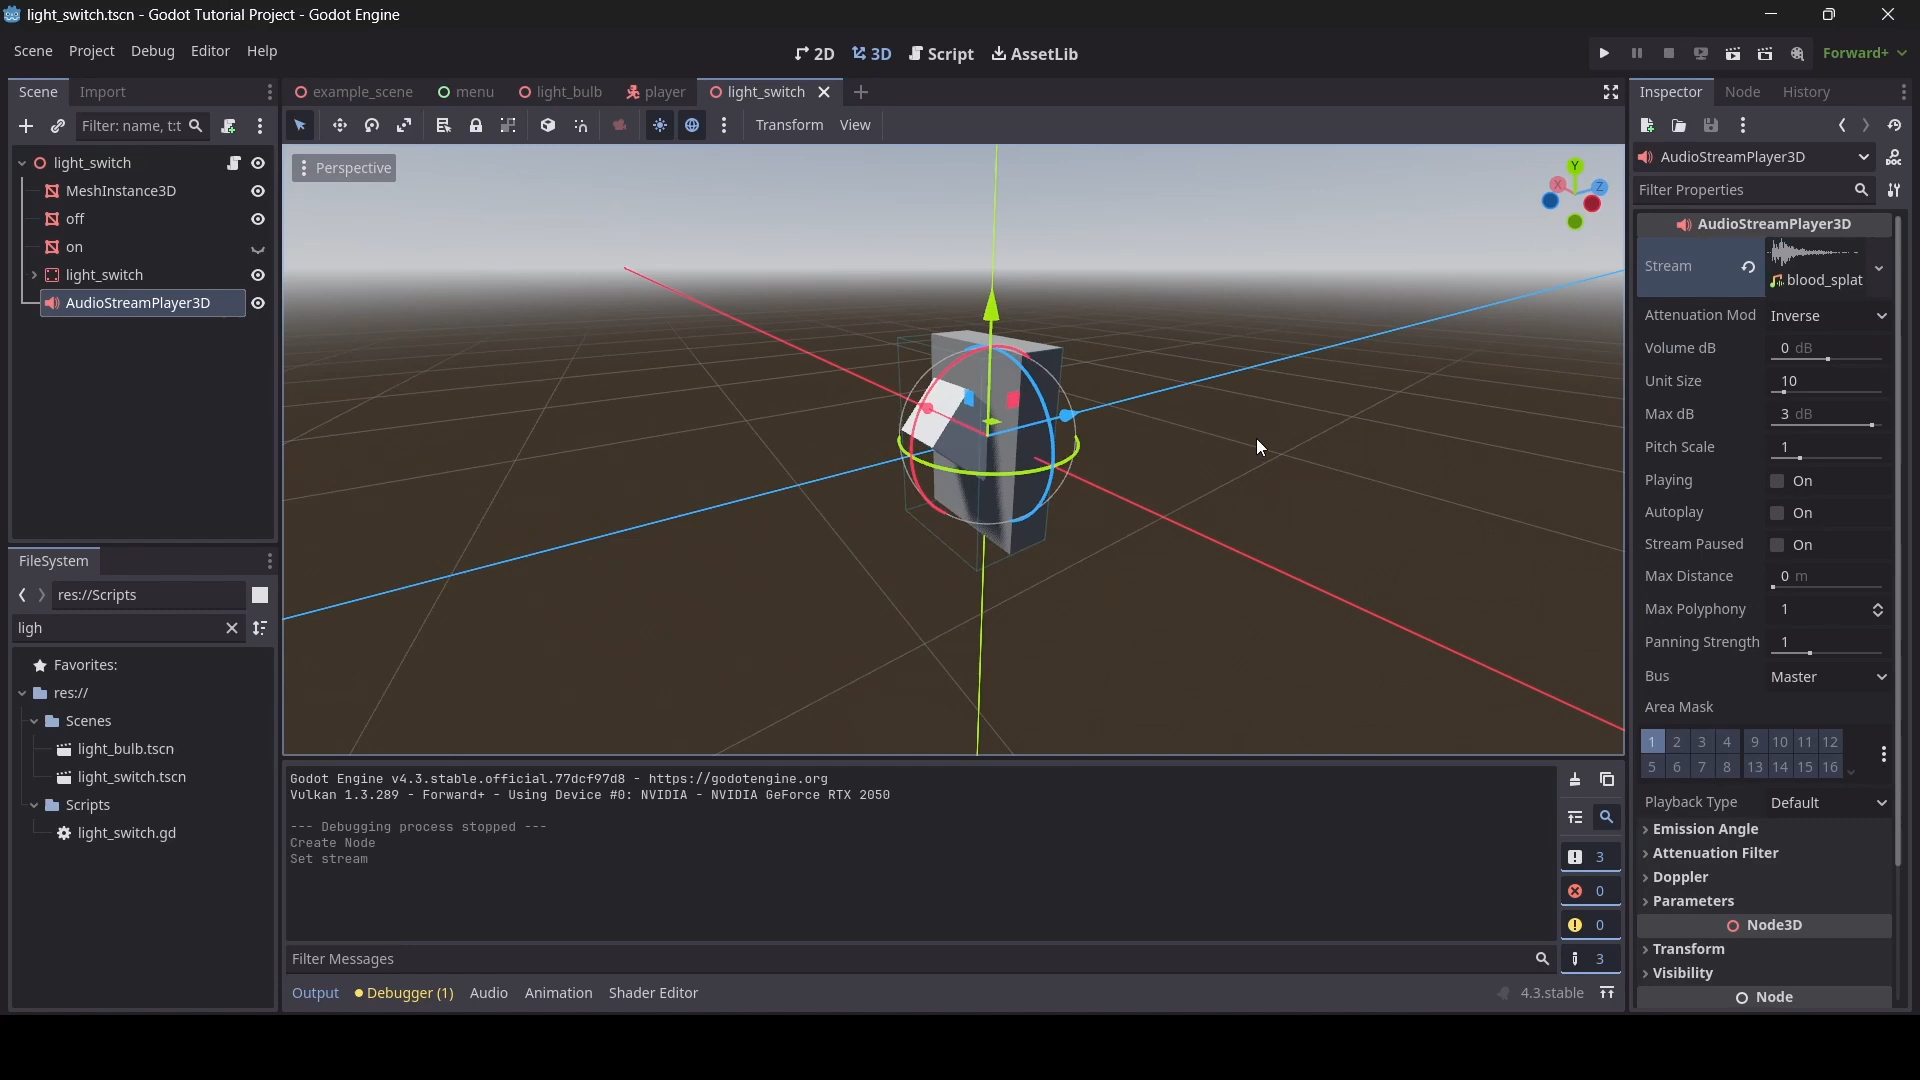 light_switch.tscn - Godot Tutorial Project - Godot Engine
Scene Project Debug Editor Help
2D 3D Script AssetLib
Forward+
Scene Import
Filter: name, t:t
light_switch
MeshInstance3D
off
on
light_switch
AudioStreamPlayer3D
FileSystem
res://Scripts
ligh
Favorites:
res://
Scenes
light_bulb.tscn
light_switch.tscn
Scripts
light_switch.gd
example_scene menu light_bulb player light_switch
Transform View
Perspective
Y
X
Z
Godot Engine v4.3.stable.official.77dcf97d8 - https://godotengine.org
Vulkan 1.3.289 - Forward+ - Using Device #0: NVIDIA - NVIDIA GeForce RTX 2050
--- Debugging process stopped ---
Create Node
Set stream
3
0
0
3
Filter Messages
Output Debugger (1) Audio Animation Shader Editor
4.3.stable
Inspector Node History
AudioStreamPlayer3D
Filter Properties
AudioStreamPlayer3D
Stream blood_splat
Attenuation Mod Inverse
Volume dB 0 dB
Unit Size 10
Max dB 3 dB
Pitch Scale 1
Playing On
Autoplay On
Stream Paused On
Max Distance 0 m
Max Polyphony 1
Panning Strength 1
Bus Master
Area Mask
1 2 3 4 9 10 11 12
5 6 7 8 13 14 15 16
Playback Type Default
Emission Angle
Attenuation Filter
Doppler
Parameters
Node3D
Transform
Visibility
Node